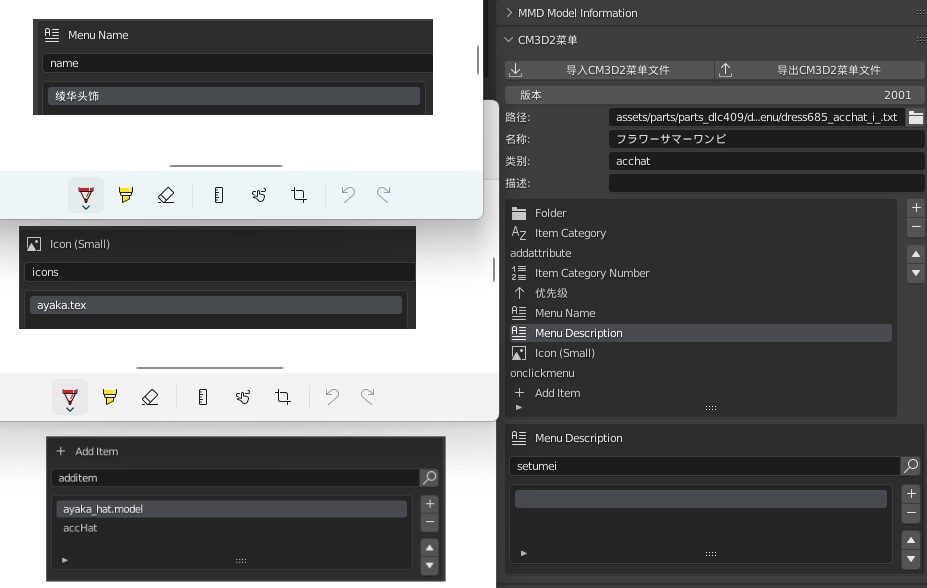 Menu Name
name
绫华头饰
Icon (Small)
icons
ayaka.tex
Add Item
additem
ayaka_hat.model
accHat
MMD Model Information
CM3D2菜单
导入CM3D2菜单文件
导出CM3D2菜单文件
版本 2001
路径: assets/parts/parts_dlc409/d...enu/dress685_acchat_i_.txt
名称: フラワーサマーワンピ
类别: acchat
描述:
Folder
Item Category
addattribute
Item Category Number
优先级
Menu Name
Menu Description
Icon (Small)
onclickmenu
Add Item
Menu Description
setumei